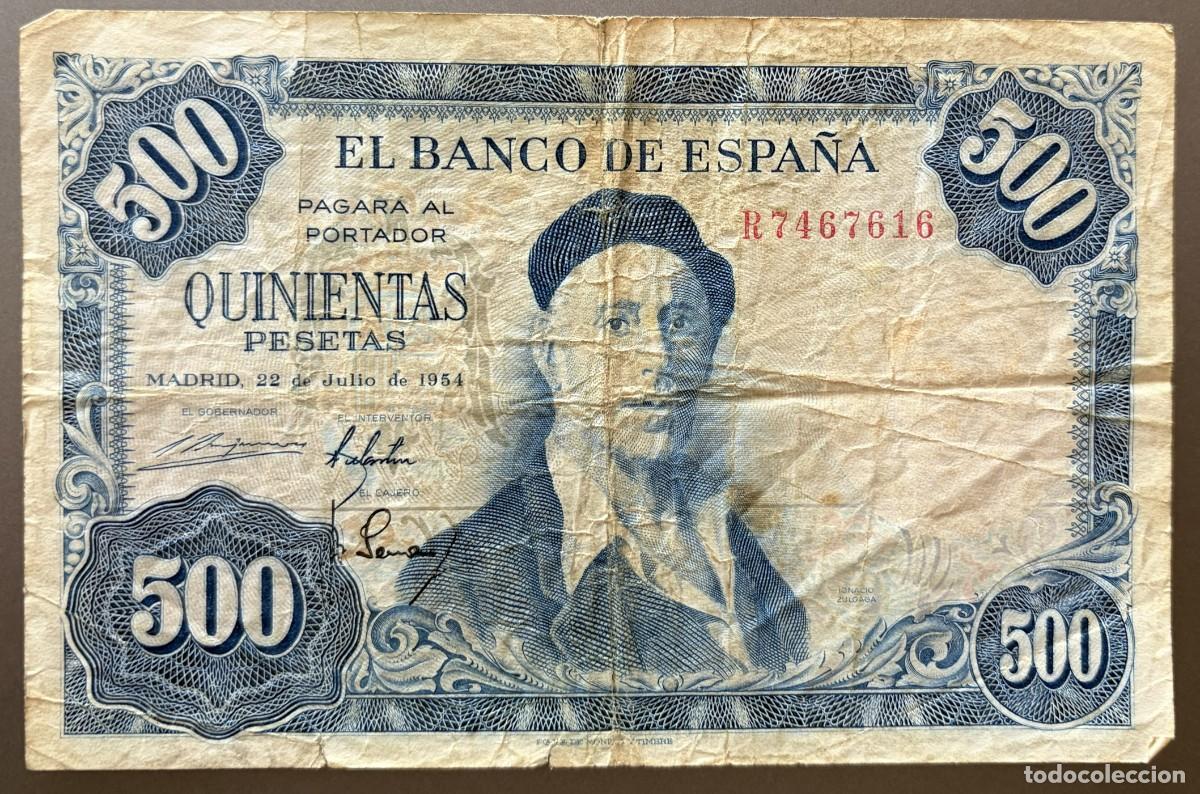 500
500
EL BANCO DE ESPAÑA
PAGARA AL
PORTADOR
R7467616
QUINIENTAS
PESETAS
MADRID, 22 de Julio de 1954
EL GOBERNADOR
EL INTERVENTOR
EL CAJERO
IGNACIO
ZULOAGA
500
500
TIMBRE
todocoleccion